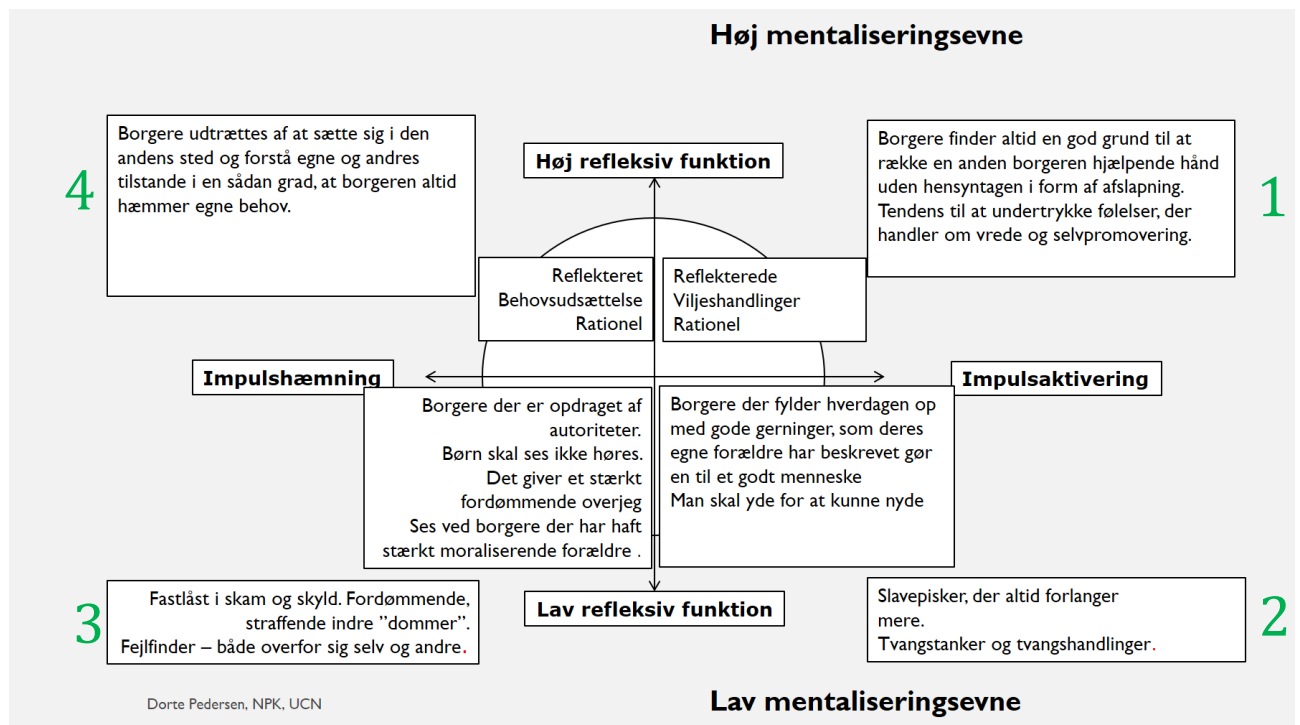 Høj mentaliseringsevne
4
Borgere udtrættes af at sætte sig i den
andens sted og forstå egne og andres
tilstande i en sådan grad, at borgeren altid
hæmmer egne behov.
Høj refleksiv funktion
Borgere finder altid en god grund til at
række en anden borgeren hjælpende hånd
uden hensyntagen i form af afslapning.
Tendens til at undertrykke følelser, der
handler om vrede og selvpromovering.
1
Reflekteret
Behovsudsættelse
Rationel
Reflekterede
Viljeshandlinger
Rationel
Impulshæmning
Impulsaktivering
Borgere der er opdraget af
autoriteter.
Børn skal ses ikke høres.
Det giver et stærkt
fordømmende overjeg
Ses ved borgere der har haft
stærkt moraliserende forældre .
Borgere der fylder hverdagen op
med gode gerninger, som deres
egne forældre har beskrevet gør
en til et godt menneske
Man skal yde for at kunne nyde
3
Fastlåst i skam og skyld. Fordømmende,
straffende indre ”dommer”.
Fejlfinder – både overfor sig selv og andre.
Lav refleksiv funktion
Slavepisker, der altid forlanger
mere.
Tvangstanker og tvangshandlinger.
2
Dorte Pedersen, NPK, UCN
Lav mentaliseringsevne